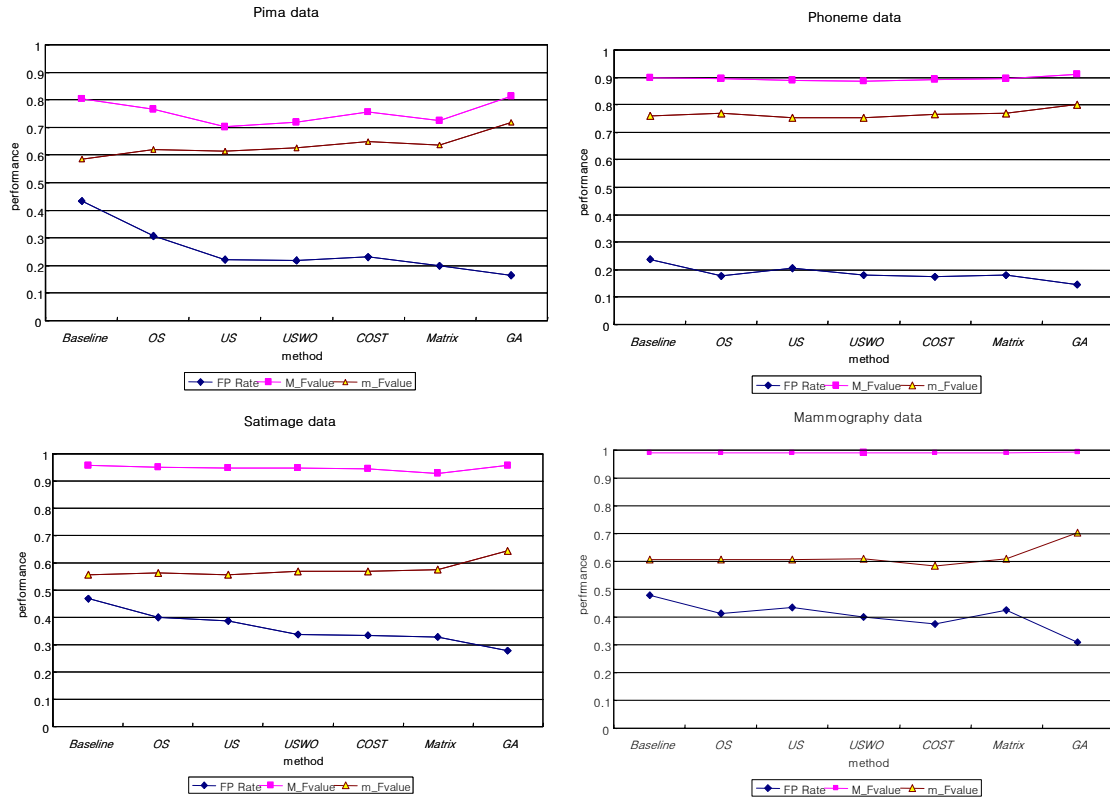 Pima data
1
0.9
0.8
0.7
0.6
0.5
0.4
0.3
0.2
0.1
0
performance
Baseline OS US USWO COST Matrix GA
method
FP Rate M_Fvalue m_Fvalue
Phoneme data
1
0.9
0.8
0.7
0.6
0.5
0.4
0.3
0.2
0.1
0
performance
Baseline OS US USWO COST Matrix GA
method
FP Rate M_Fvalue m_Fvalue
Satimage data
1
0.9
0.8
0.7
0.6
0.5
0.4
0.3
0.2
0.1
0
performance
Baseline OS US USWO COST Matrix GA
method
FP Rate M_Fvalue m_Fvalue
Mammography data
1
0.9
0.8
0.7
0.6
0.5
0.4
0.3
0.2
0.1
0
perfrmance
Baseline OS US USWO COST Matrix GA
method
FP Rate M_Fvalue m_Fvalue